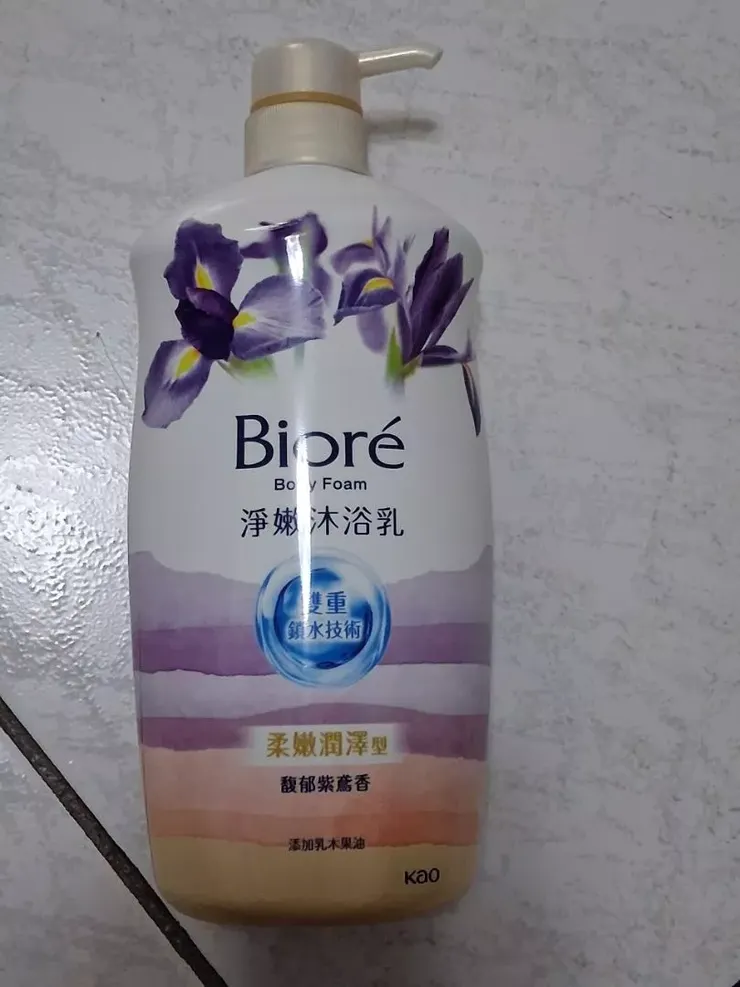 Bioré
Body Foam
淨嫩沐浴乳
雙重
鎖水技術
柔嫩潤澤型
馥郁紫鳶香
添加乳木果油
Kao